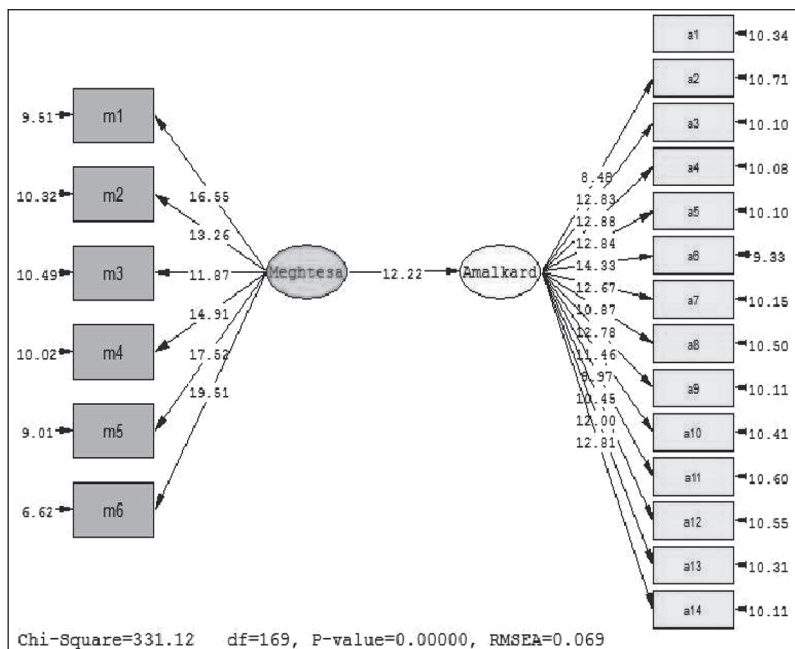 9.51
m1
10.32
m2
10.49
m3
10.02
m4
9.01
m5
6.62
m6
16.55
13.26
11.87
14.91
17.52
19.51
Meghtesa
12.22
Amalkard
8.48
12.83
12.88
12.84
14.33
12.67
10.87
12.78
11.46
8.97
10.45
12.00
12.81
a1
10.34
a2
10.71
a3
10.10
a4
10.08
a5
10.10
a6
9.33
a7
10.15
a8
10.50
a9
10.11
a10
10.41
a11
10.60
a12
10.55
a13
10.31
a14
10.11
Chi-Square=331.12 df=169, P-value=0.00000, RMSEA=0.069